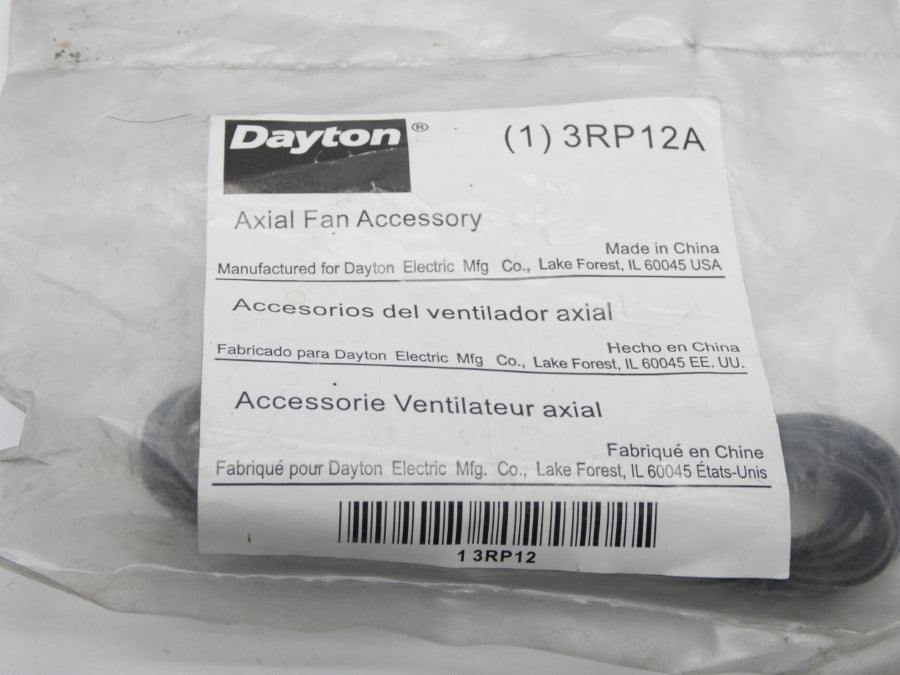 Dayton® (1) 3RP12A
Axial Fan Accessory
Made in China
Manufactured for Dayton Electric Mfg Co., Lake Forest, IL 60045 USA
Accesorios del ventilador axial
Hecho en China
Fabricado para Dayton Electric Mfg Co., Lake Forest, IL 60045 EE. UU.
Accessorie Ventilateur axial
Fabriqué en Chine
Fabriqué pour Dayton Electric Mfg. Co., Lake Forest, IL 60045 États-Unis
1 3RP12